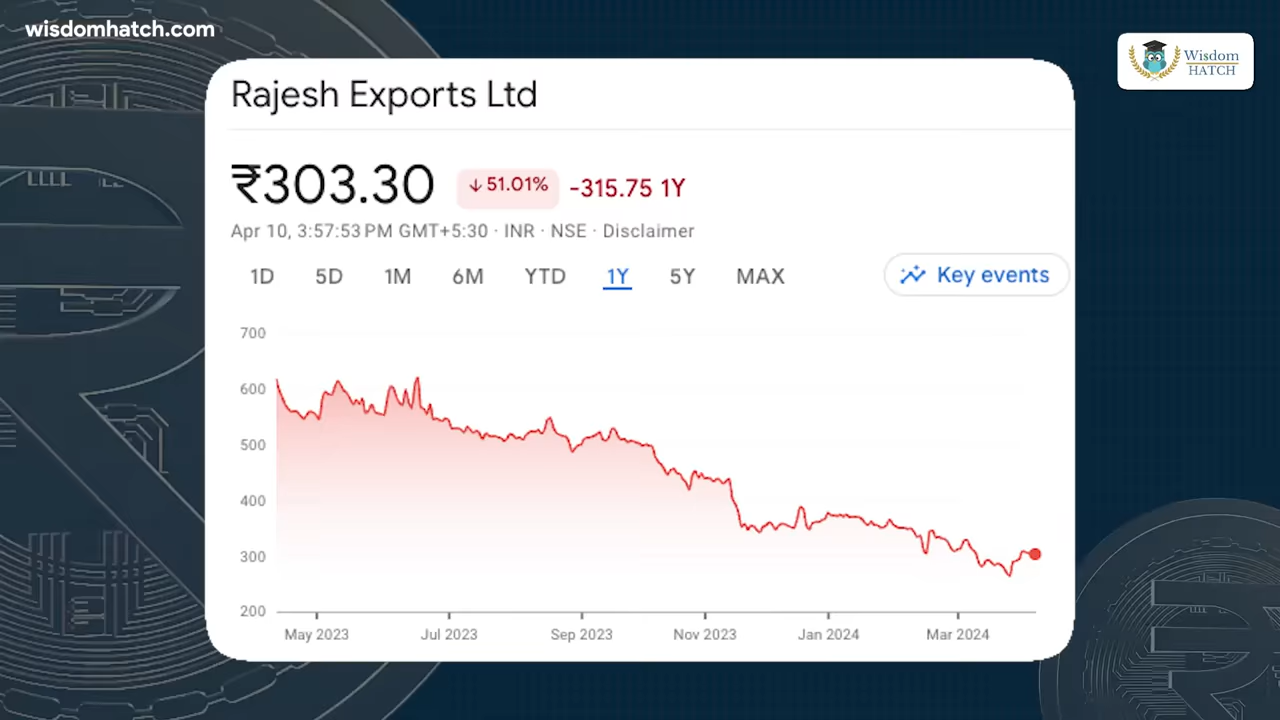 wisdomhatch.com
Wisdom
HATCH
Rajesh Exports Ltd
₹303.30 ↓ 51.01% -315.75 1Y
Apr 10, 3:57:53 PM GMT+5:30 · INR · NSE · Disclaimer
1D 5D 1M 6M YTD 1Y 5Y MAX Key events
700
600
500
400
300
200
May 2023 Jul 2023 Sep 2023 Nov 2023 Jan 2024 Mar 2024